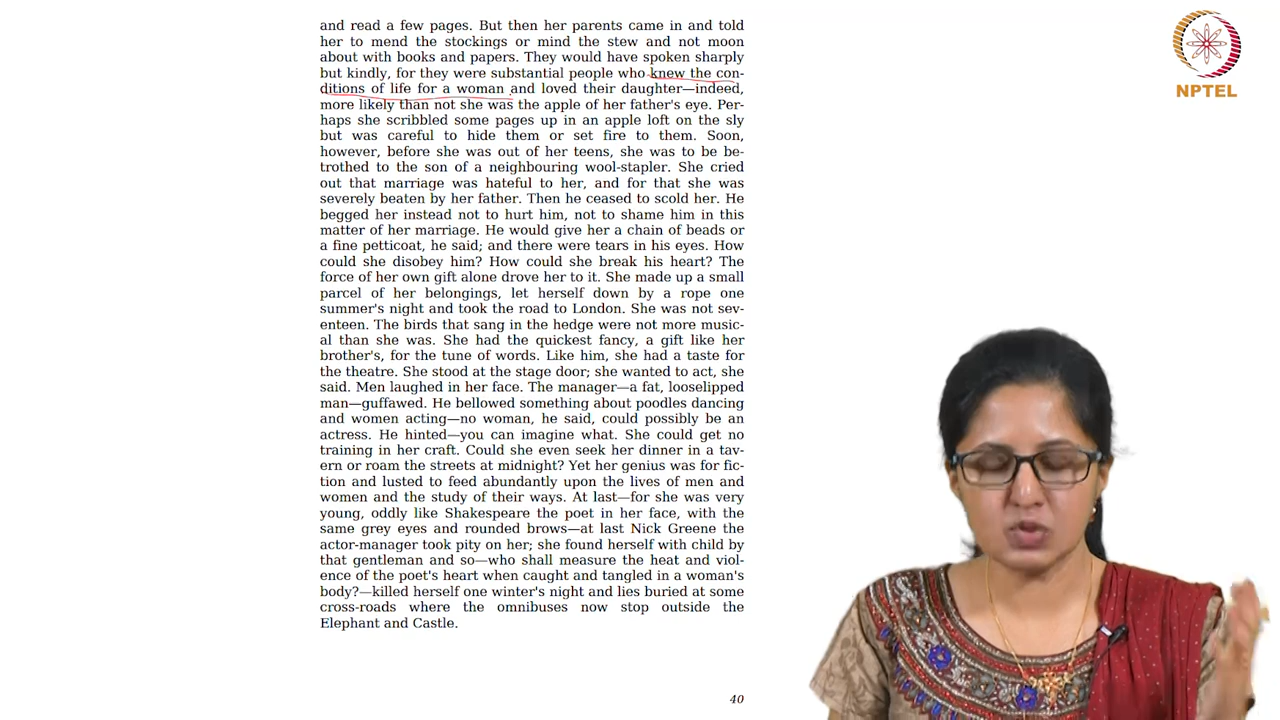 and read a few pages. But then her parents came in and told
her to mend the stockings or mind the stew and not moon
about with books and papers. They would have spoken sharply
but kindly, for they were substantial people who knew the con-
ditions of life for a woman and loved their daughter—indeed,
more likely than not she was the apple of her father's eye. Per-
haps she scribbled some pages up in an apple loft on the sly
but was careful to hide them or set fire to them. Soon,
however, before she was out of her teens, she was to be be-
trothed to the son of a neighbouring wool-stapler. She cried
out that marriage was hateful to her, and for that she was
severely beaten by her father. Then he ceased to scold her. He
begged her instead not to hurt him, not to shame him in this
matter of her marriage. He would give her a chain of beads or
a fine petticoat, he said; and there were tears in his eyes. How
could she disobey him? How could she break his heart? The
force of her own gift alone drove her to it. She made up a small
parcel of her belongings, let herself down by a rope one
summer's night and took the road to London. She was not sev-
enteen. The birds that sang in the hedge were not more music-
al than she was. She had the quickest fancy, a gift like her
brother's, for the tune of words. Like him, she had a taste for
the theatre. She stood at the stage door; she wanted to act, she
said. Men laughed in her face. The manager—a fat, looselipped
man—guffawed. He bellowed something about poodles dancing
and women acting—no woman, he said, could possibly be an
actress. He hinted—you can imagine what. She could get no
training in her craft. Could she even seek her dinner in a tav-
ern or roam the streets at midnight? Yet her genius was for fic-
tion and lusted to feed abundantly upon the lives of men and
women and the study of their ways. At last—for she was very
young, oddly like Shakespeare the poet in her face, with the
same grey eyes and rounded brows—at last Nick Greene the
actor-manager took pity on her; she found herself with child by
that gentleman and so—who shall measure the heat and viol-
ence of the poet's heart when caught and tangled in a woman's
body?—killed herself one winter's night and lies buried at some
cross-roads where the omnibuses now stop outside the
Elephant and Castle.
40
NPTEL